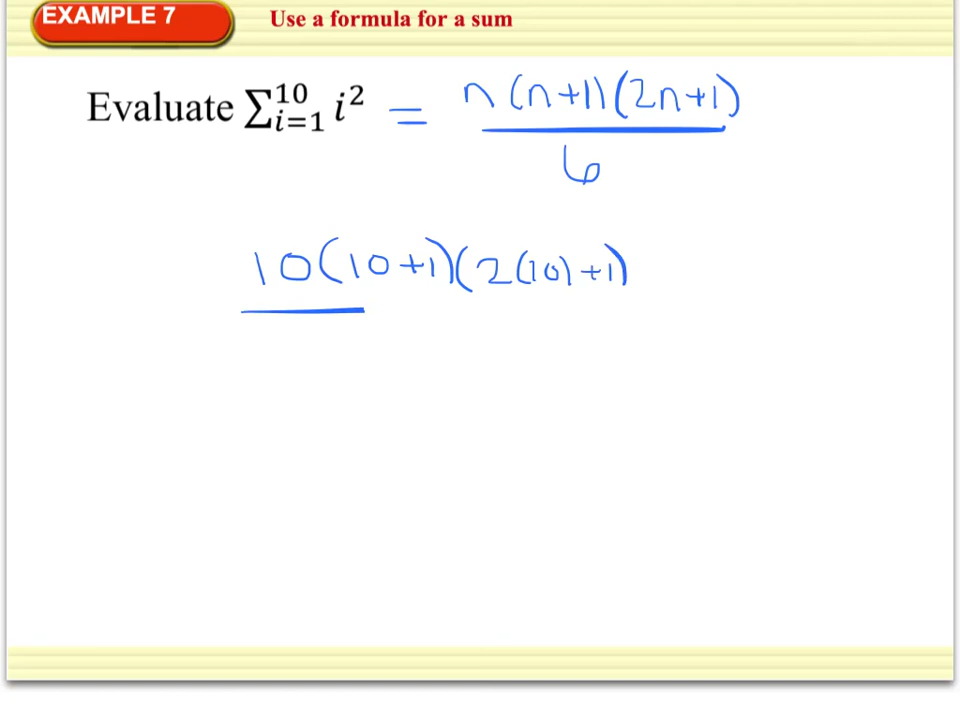 EXAMPLE 7
Use a formula for a sum
Evaluate ∑_{i=1}^{10} i² = n(n+1)(2n+1)
6
10(10+1)(2(10)+1)